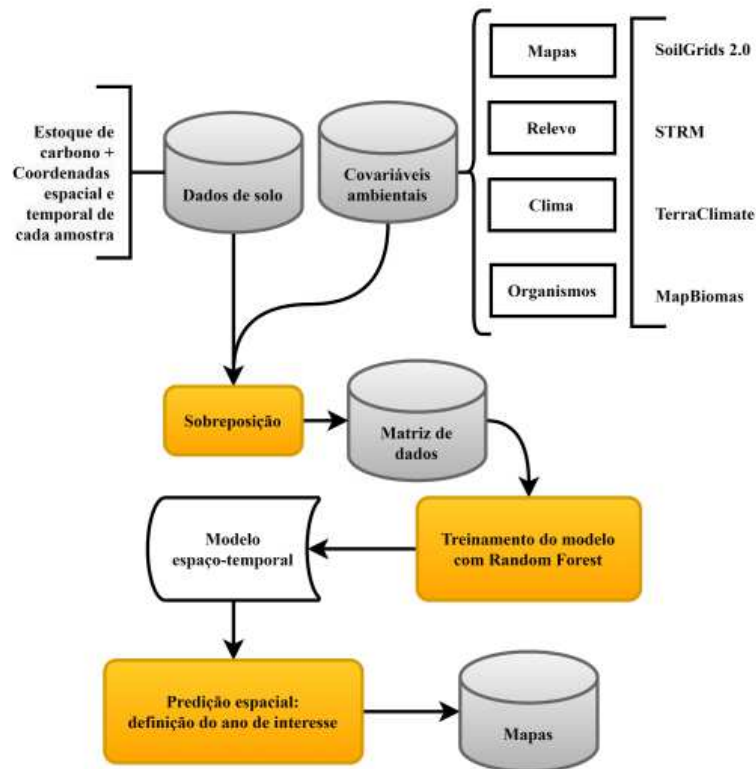 Estoque de
carbono +
Coordenadas
espacial e
temporal de
cada amostra
Dados de solo
Covariáveis
ambientais
Mapas
SoilGrids 2.0
Relevo
STRM
Clima
TerraClimate
Organismos
MapBiomas
Sobreposição
Matriz de
dados
Treinamento do modelo
com Random Forest
Modelo
espaço-temporal
Predição espacial:
definição do ano de interesse
Mapas